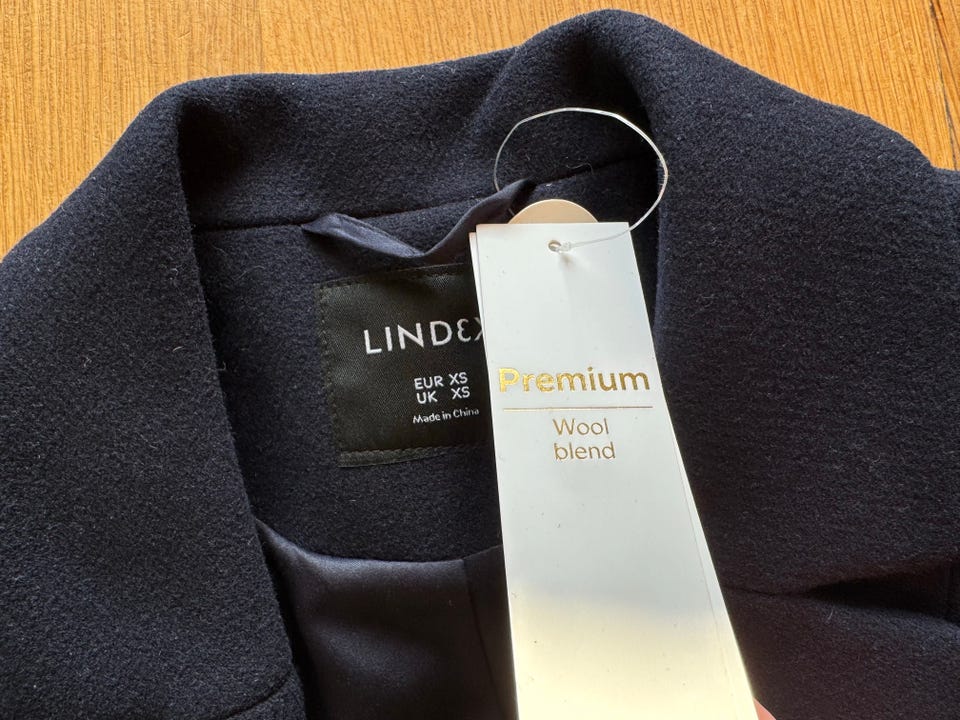 LINDEX
EUR XS
UK XS
Made in China
Premium
Wool
blend